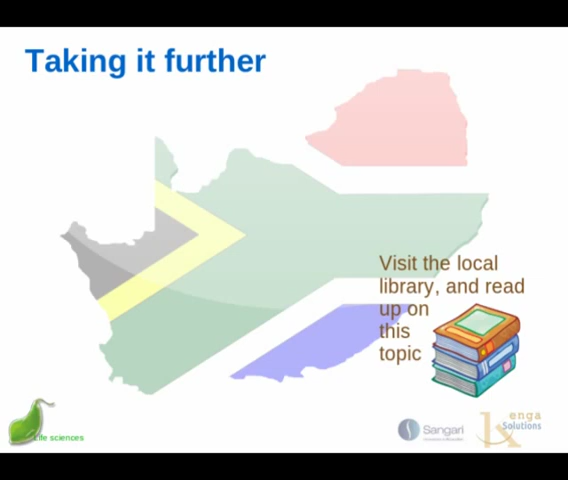 Taking it further
Visit the local
library, and read
up on
this
topic
Life sciences
Sangari
enga
Solutions